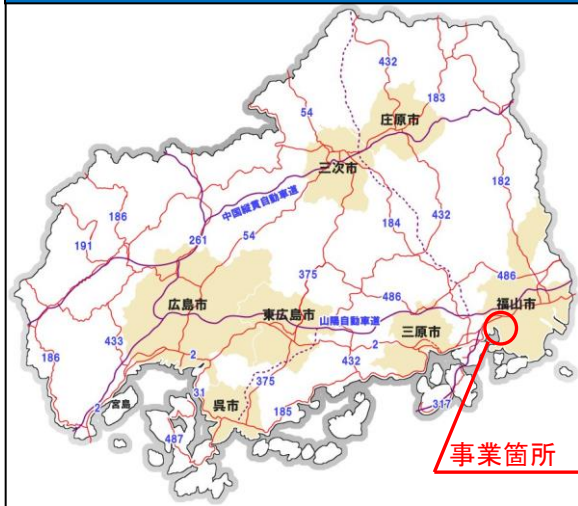 432
54
183
庄原市
三次市
182
中国縦貫自動車道
186
191
261
54
184
432
375
486
486
広島市
東広島市
山陽自動車道
三原市
福山市
433
2
2
186
432
375
31
呉市
185
317
2
宮島
487
事業箇所